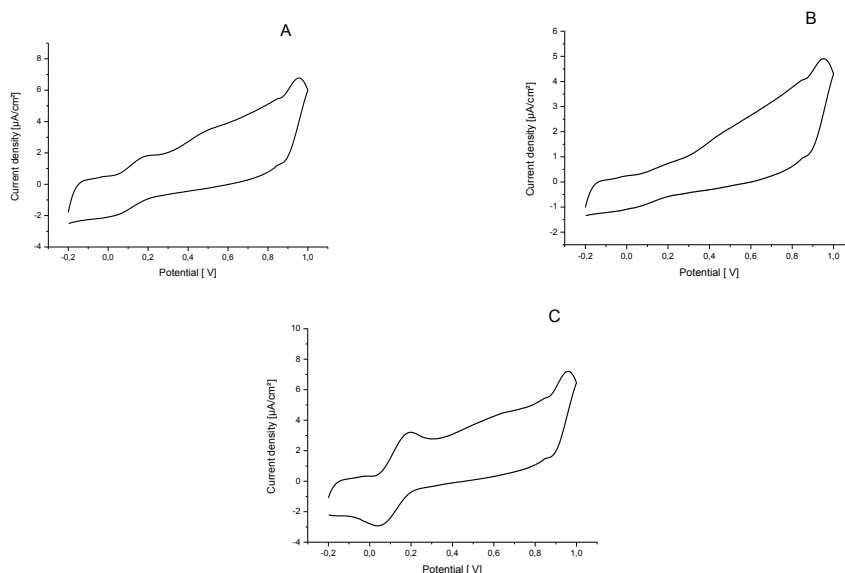 A
8
6
4
2
0
-2
-4
-0,2 0,0 0,2 0,4 0,6 0,8 1,0
Current density [µA/cm²]
Potential [ V]
B
6
5
4
3
2
1
0
-1
-2
-0,2 0,0 0,2 0,4 0,6 0,8 1,0
Current density [µA/cm²]
Potential [ V]
C
10
8
6
4
2
0
-2
-4
-0,2 0,0 0,2 0,4 0,6 0,8 1,0
Current density [µA/cm²]
Potential [ V]